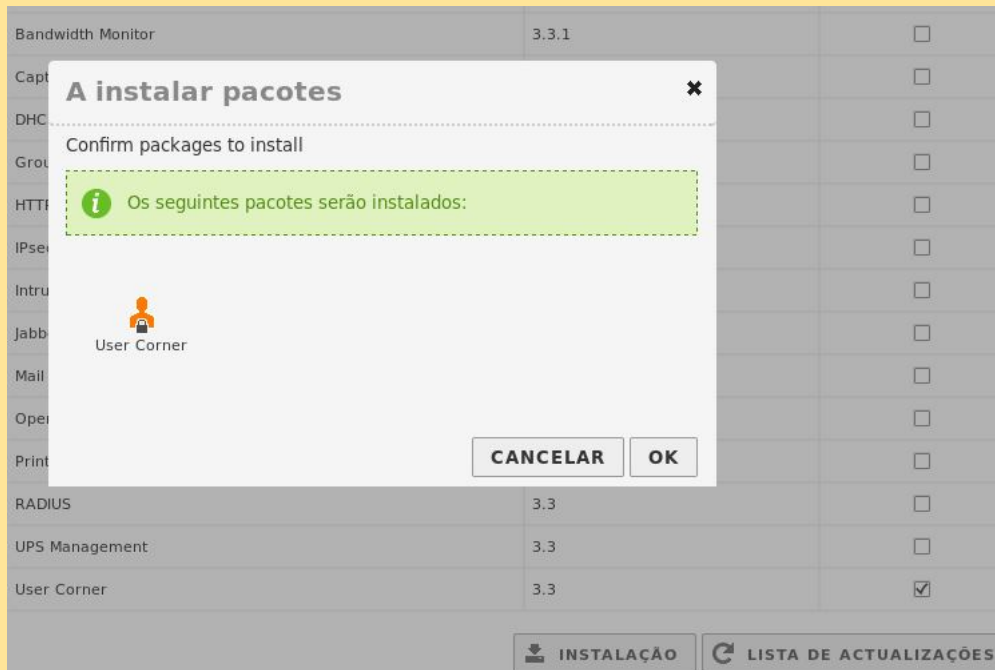 Bandwidth Monitor 3.3.1
Capt
A instalar pacotes
DHC
Confirm packages to install
Grou
HTTP
Os seguintes pacotes serão instalados:
IPsec
Intru
Jabb
User Corner
Mail
Oper
Print
CANCELAR OK
RADIUS 3.3
UPS Management 3.3
User Corner 3.3
INSTALAÇÃO LISTA DE ACTUALIZAÇÕES